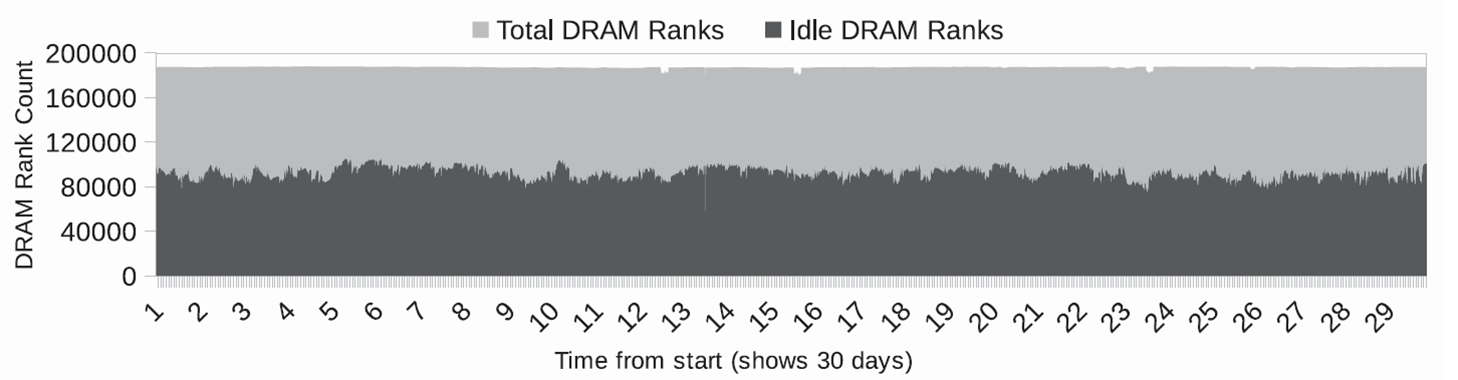 Total DRAM Ranks Idle DRAM Ranks
DRAM Rank Count
200000
160000
120000
80000
40000
0
1 2 3 4 5 6 7 8 9 10 11 12 13 14 15 16 17 18 19 20 21 22 23 24 25 26 27 28 29
Time from start (shows 30 days)